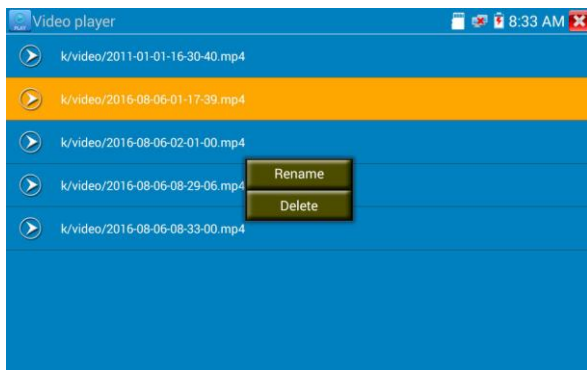 Video player
8:33 AM
k/video/2011-01-01-16-30-40.mp4
k/video/2016-08-06-01-17-39.mp4
k/video/2016-08-06-02-01-00.mp4
Rename
k/video/2016-08-06-08-29-06.mp4
Delete
k/video/2016-08-06-08-33-00.mp4